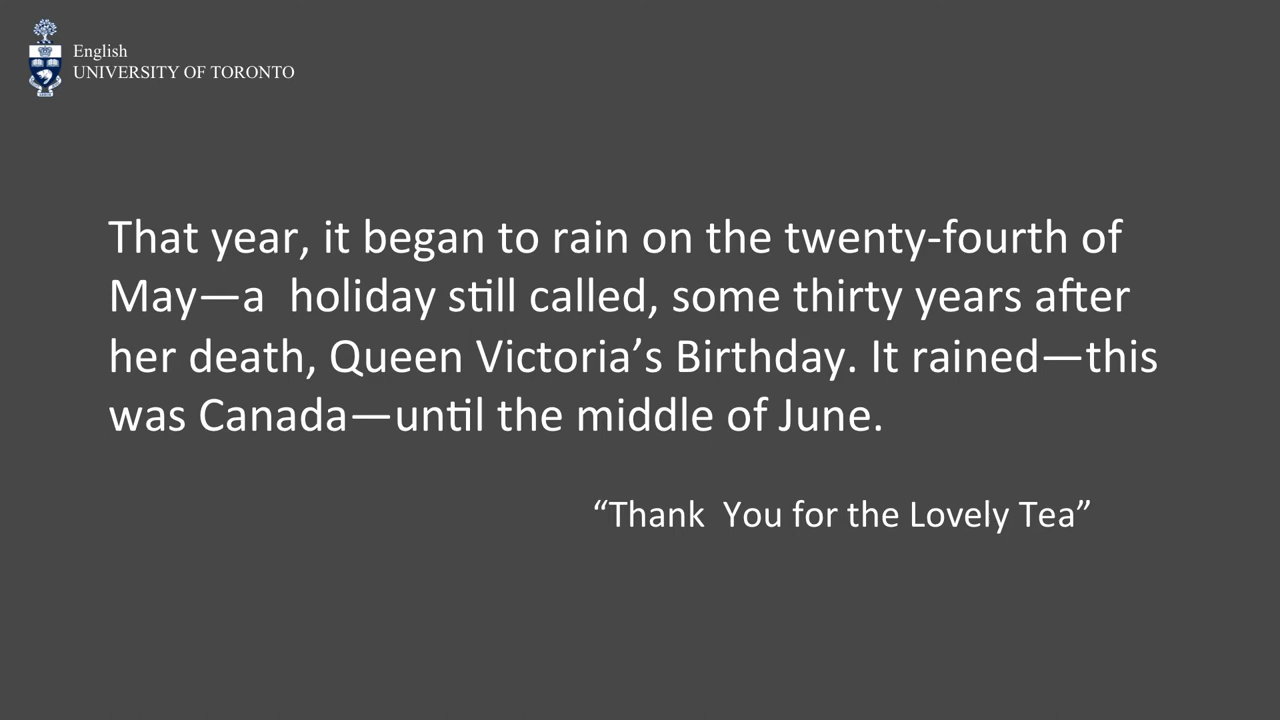 English
UNIVERSITY OF TORONTO
That year, it began to rain on the twenty-fourth of
May—a  holiday still called, some thirty years after
her death, Queen Victoria’s Birthday. It rained—this
was Canada—until the middle of June.
“Thank  You for the Lovely Tea”